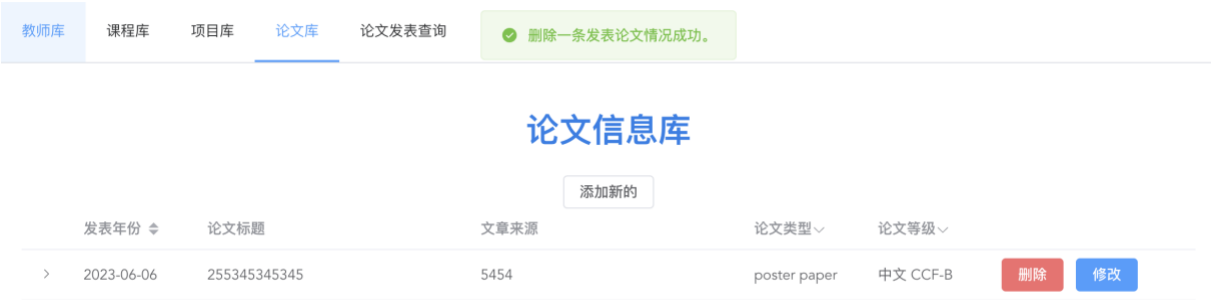 教师库 课程库 项目库 论文库 论文发表查询 删除一条发表论文情况成功。
论文信息库
添加新的
发表年份 论文标题 文章来源 论文类型 论文等级
2023-06-06 255345345345 5454 poster paper 中文 CCF-B 删除 修改